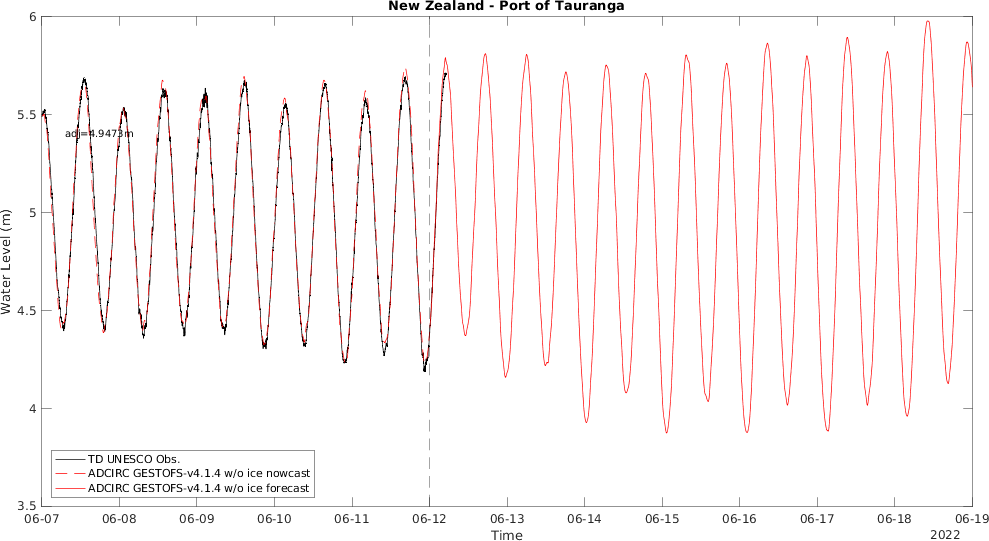 New Zealand - Port of Tauranga
6
5.5
5
4.5
4
3.5
Water Level (m)
adj=4.9473m
TD UNESCO Obs.
ADCIRC GESTOFS-v4.1.4 w/o ice nowcast
ADCIRC GESTOFS-v4.1.4 w/o ice forecast
06-07 06-08 06-09 06-10 06-11 06-12 06-13 06-14 06-15 06-16 06-17 06-18 06-19
Time
2022